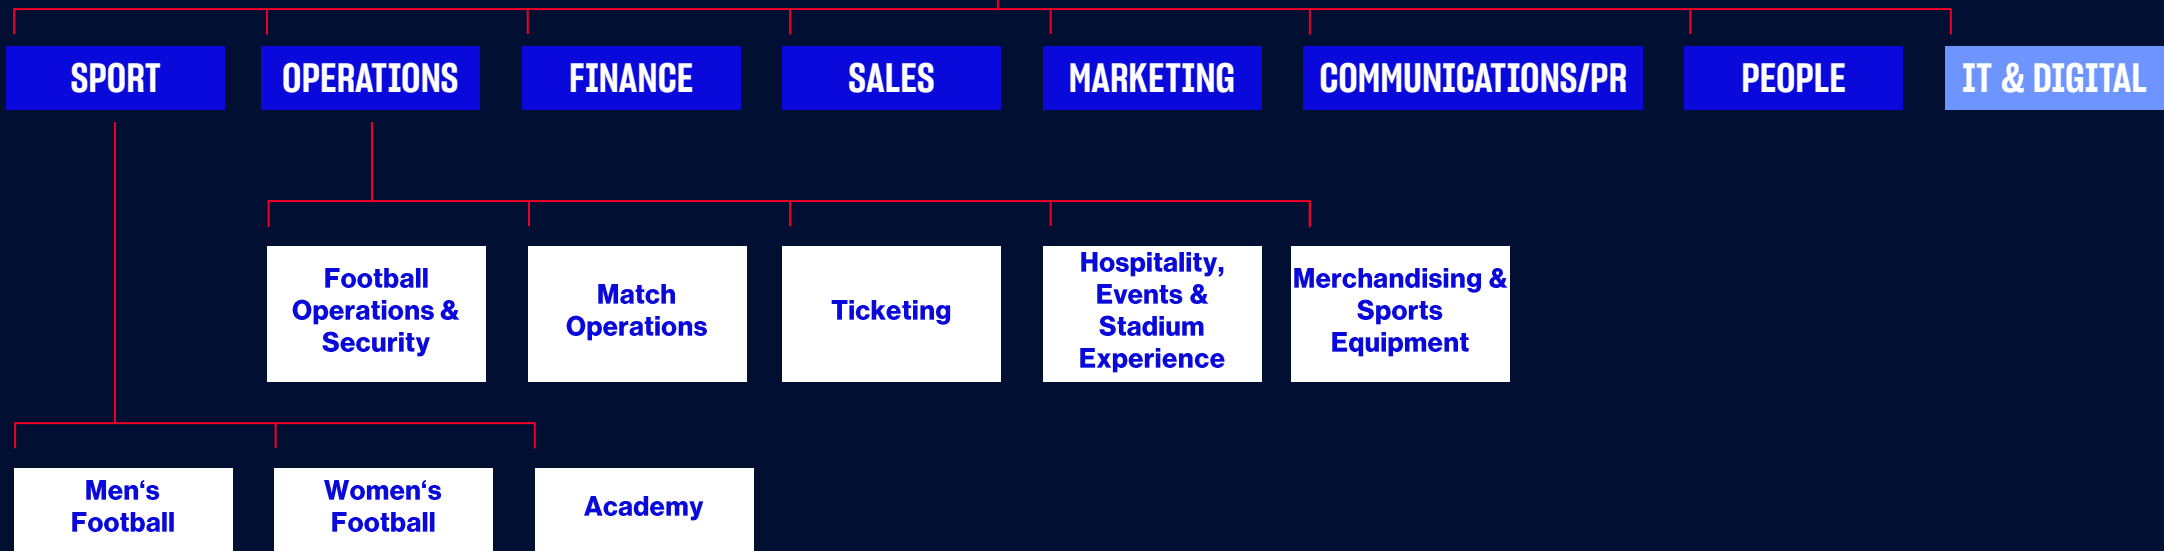 SPORT
OPERATIONS
FINANCE
SALES
MARKETING
COMMUNICATIONS/PR
PEOPLE
IT & DIGITAL
Football
Operations &
Security
Match
Operations
Ticketing
Hospitality,
Events &
Stadium
Experience
Merchandising &
Sports
Equipment
Men‘s
Football
Women‘s
Football
Academy